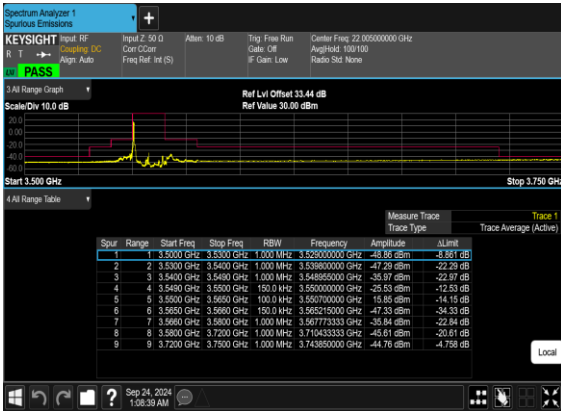 Spectrum Analyzer 1
Spurious Emissions
+
KEYSIGHT Input: RF Input Z: 50 Ω Atten: 10 dB Trig: Free Run Center Freq: 22.005000000 GHz
R T Coupling: DC Corr CCorr Gate: Off Avg|Hold: 100/100
Align: Auto Freq Ref: Int (S) IF Gain: Low Radio Std: None
LW PASS
3 All Range Graph
Ref Lvl Offset 33.44 dB
Scale/Div 10.0 dB Ref Value 30.00 dBm
20.0
0.00
-20.0
-40.0
-60.0
Start 3.500 GHz Stop 3.750 GHz
4 All Range Table
Measure Trace Trace 1
Trace Type Trace Average (Active)
Spur Range Start Freq Stop Freq RBW Frequency Amplitude ΔLimit
1 1 3.5000 GHz 3.5300 GHz 1.000 MHz 3.529000000 GHz -48.86 dBm -8.861 dB
2 2 3.5300 GHz 3.5400 GHz 1.000 MHz 3.539800000 GHz -47.29 dBm -22.29 dB
3 3 3.5400 GHz 3.5490 GHz 1.000 MHz 3.548955000 GHz -35.97 dBm -22.97 dB
4 4 3.5490 GHz 3.5500 GHz 150.0 kHz 3.550000000 GHz -25.53 dBm -12.53 dB
5 5 3.5500 GHz 3.5650 GHz 100.0 kHz 3.550700000 GHz 15.85 dBm -14.15 dB
6 6 3.5650 GHz 3.5660 GHz 150.0 kHz 3.565215000 GHz -47.33 dBm -34.33 dB
7 7 3.5660 GHz 3.5800 GHz 1.000 MHz 3.567773333 GHz -35.84 dBm -22.84 dB
8 8 3.5800 GHz 3.7200 GHz 1.000 MHz 3.710433333 GHz -45.61 dBm -20.61 dB
9 9 3.7200 GHz 3.7500 GHz 1.000 MHz 3.743850000 GHz -44.76 dBm -4.758 dB
Local
? Sep 24, 2024
1:08:39 AM